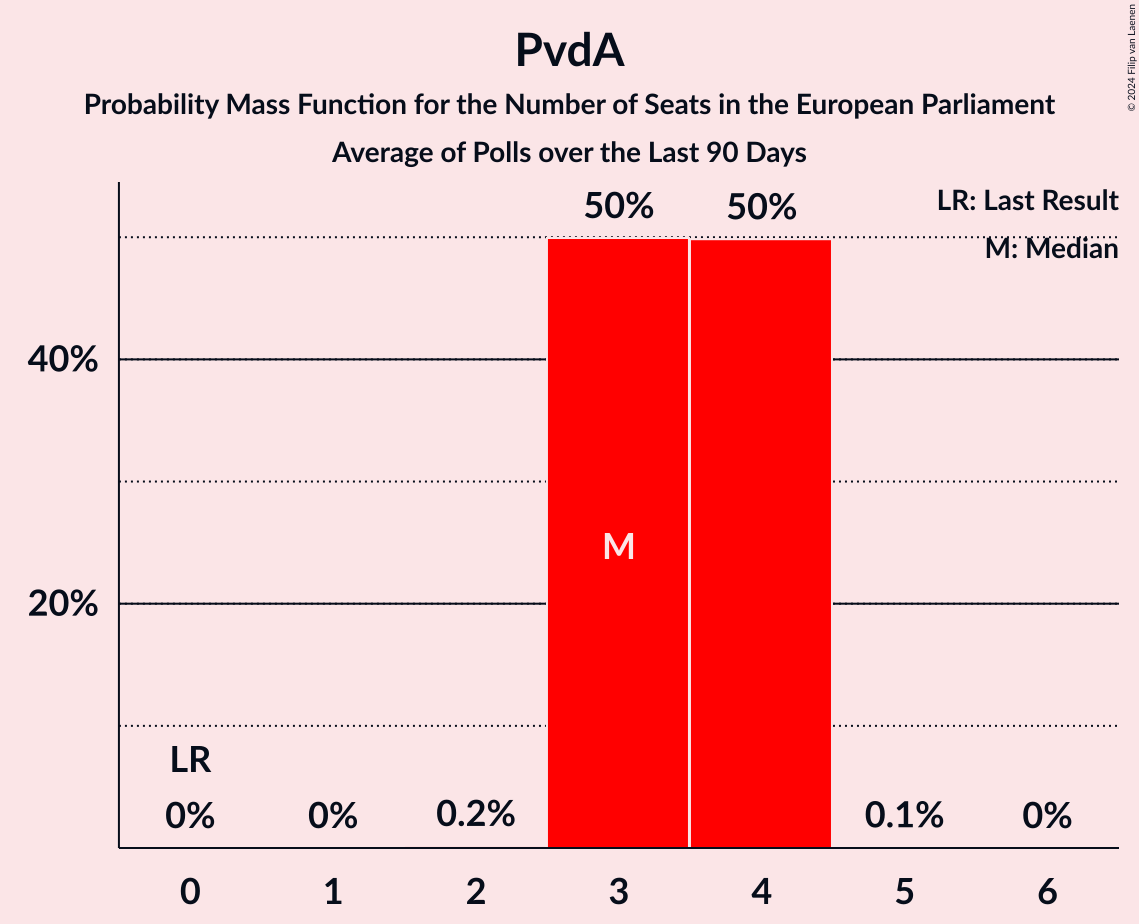 PvdA
Probability Mass Function for the Number of Seats in the European Parliament
Average of Polls over the Last 90 Days
© 2024 Filip van Laenen
LR: Last Result
M: Median
50%
50%
40%
20%
M
LR
0%
0%
0.2%
0.1%
0%
0
1
2
3
4
5
6